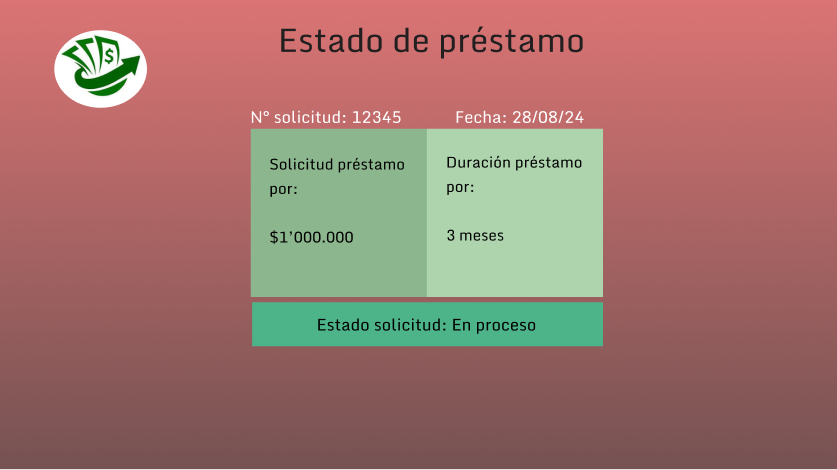 Estado de préstamo
$
N° solicitud: 12345
Fecha: 28/08/24
Solicitud préstamo
por:
$1’000.000
Duración préstamo
por:
3 meses
Estado solicitud: En proceso